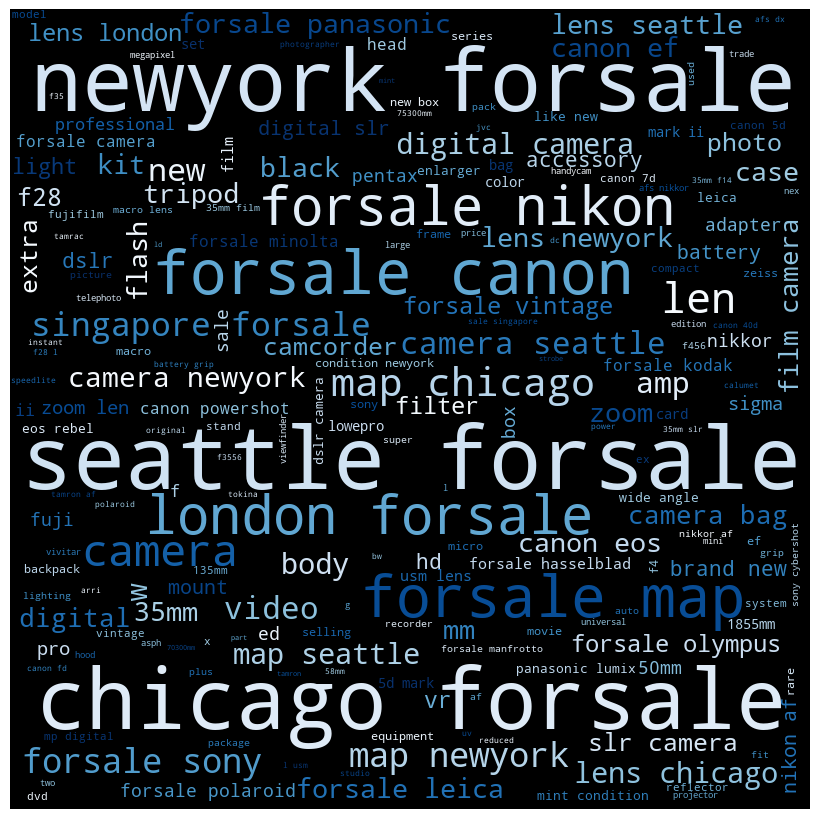 model
lens london
forsale panasonic
set
photographer
head
series
lens seattle
afs dx
canon ef
megapixel
newyork forsale
f35
new box
75300mm
used
trade
mint
pack
jvc
like new
canon 5d
mark ii
professional
forsale camera
film
digital slr
digital camera
accessory
photo
light
kit
new
black
pentax
enlarger
bag
handycam
canon 7d
35mm f14
case
f28
tripod
color
afs nikkor
nex
leica
fujifilm
macro lens
35mm film
forsale nikon
adapter
extra
tamrac
flash
forsale minolta
frame
price
lens newyork
battery
film camera
dslr
ld
large
dc
picture
forsale canon
compact
zeiss
telephoto
forsale vintage
len
singapore forsale
sale
sale singapore
edition
canon 40d
instant
camcorder
camera seattle
f456
nikkor
f28 l
macro
battery grip
condition newyork
strobo
forsale kodak
speedlite
camera newyork
map chicago
amp
calumet
ii
zoom len
canon powershot
dslr camera
sony
filter
box
zoom
card
sigma
eos rebel
original
stand
viewfinder
lowepro
super
power
35mm slr
f3556
seattle forsale
ex
tamron af
polaroid
f
tokina
l
wide angle
london forsale
fuji
camera bag
nikkor af
mini
sony cybershot
vivitar
camera
bw
micro
canon eos
ef
grip
backpack
135mm
body
hd
forsale hasselblad
f4
brand new
lighting
arri
w
mount
usm lens
forsale map
system
digital
35mm
video
g
recorder
mm
auto
universal
1855mm
vintage
asph
70300mm
x
part
ed
selling
movie
pro
map seattle
forsale manfrotto
forsale olympus
hood
canon fd
plus
tamron
58mm
5d mark
panasonic lumix
50mm
rare
vr
af
chicago forsale
mp digital
package
equipment
uv
reduced
slr camera
nikon af
forsale sony
l usm
map newyork
fit
two
studio
lens chicago
reflector
dvd
forsale polaroid
forsale leica
mint condition
projector